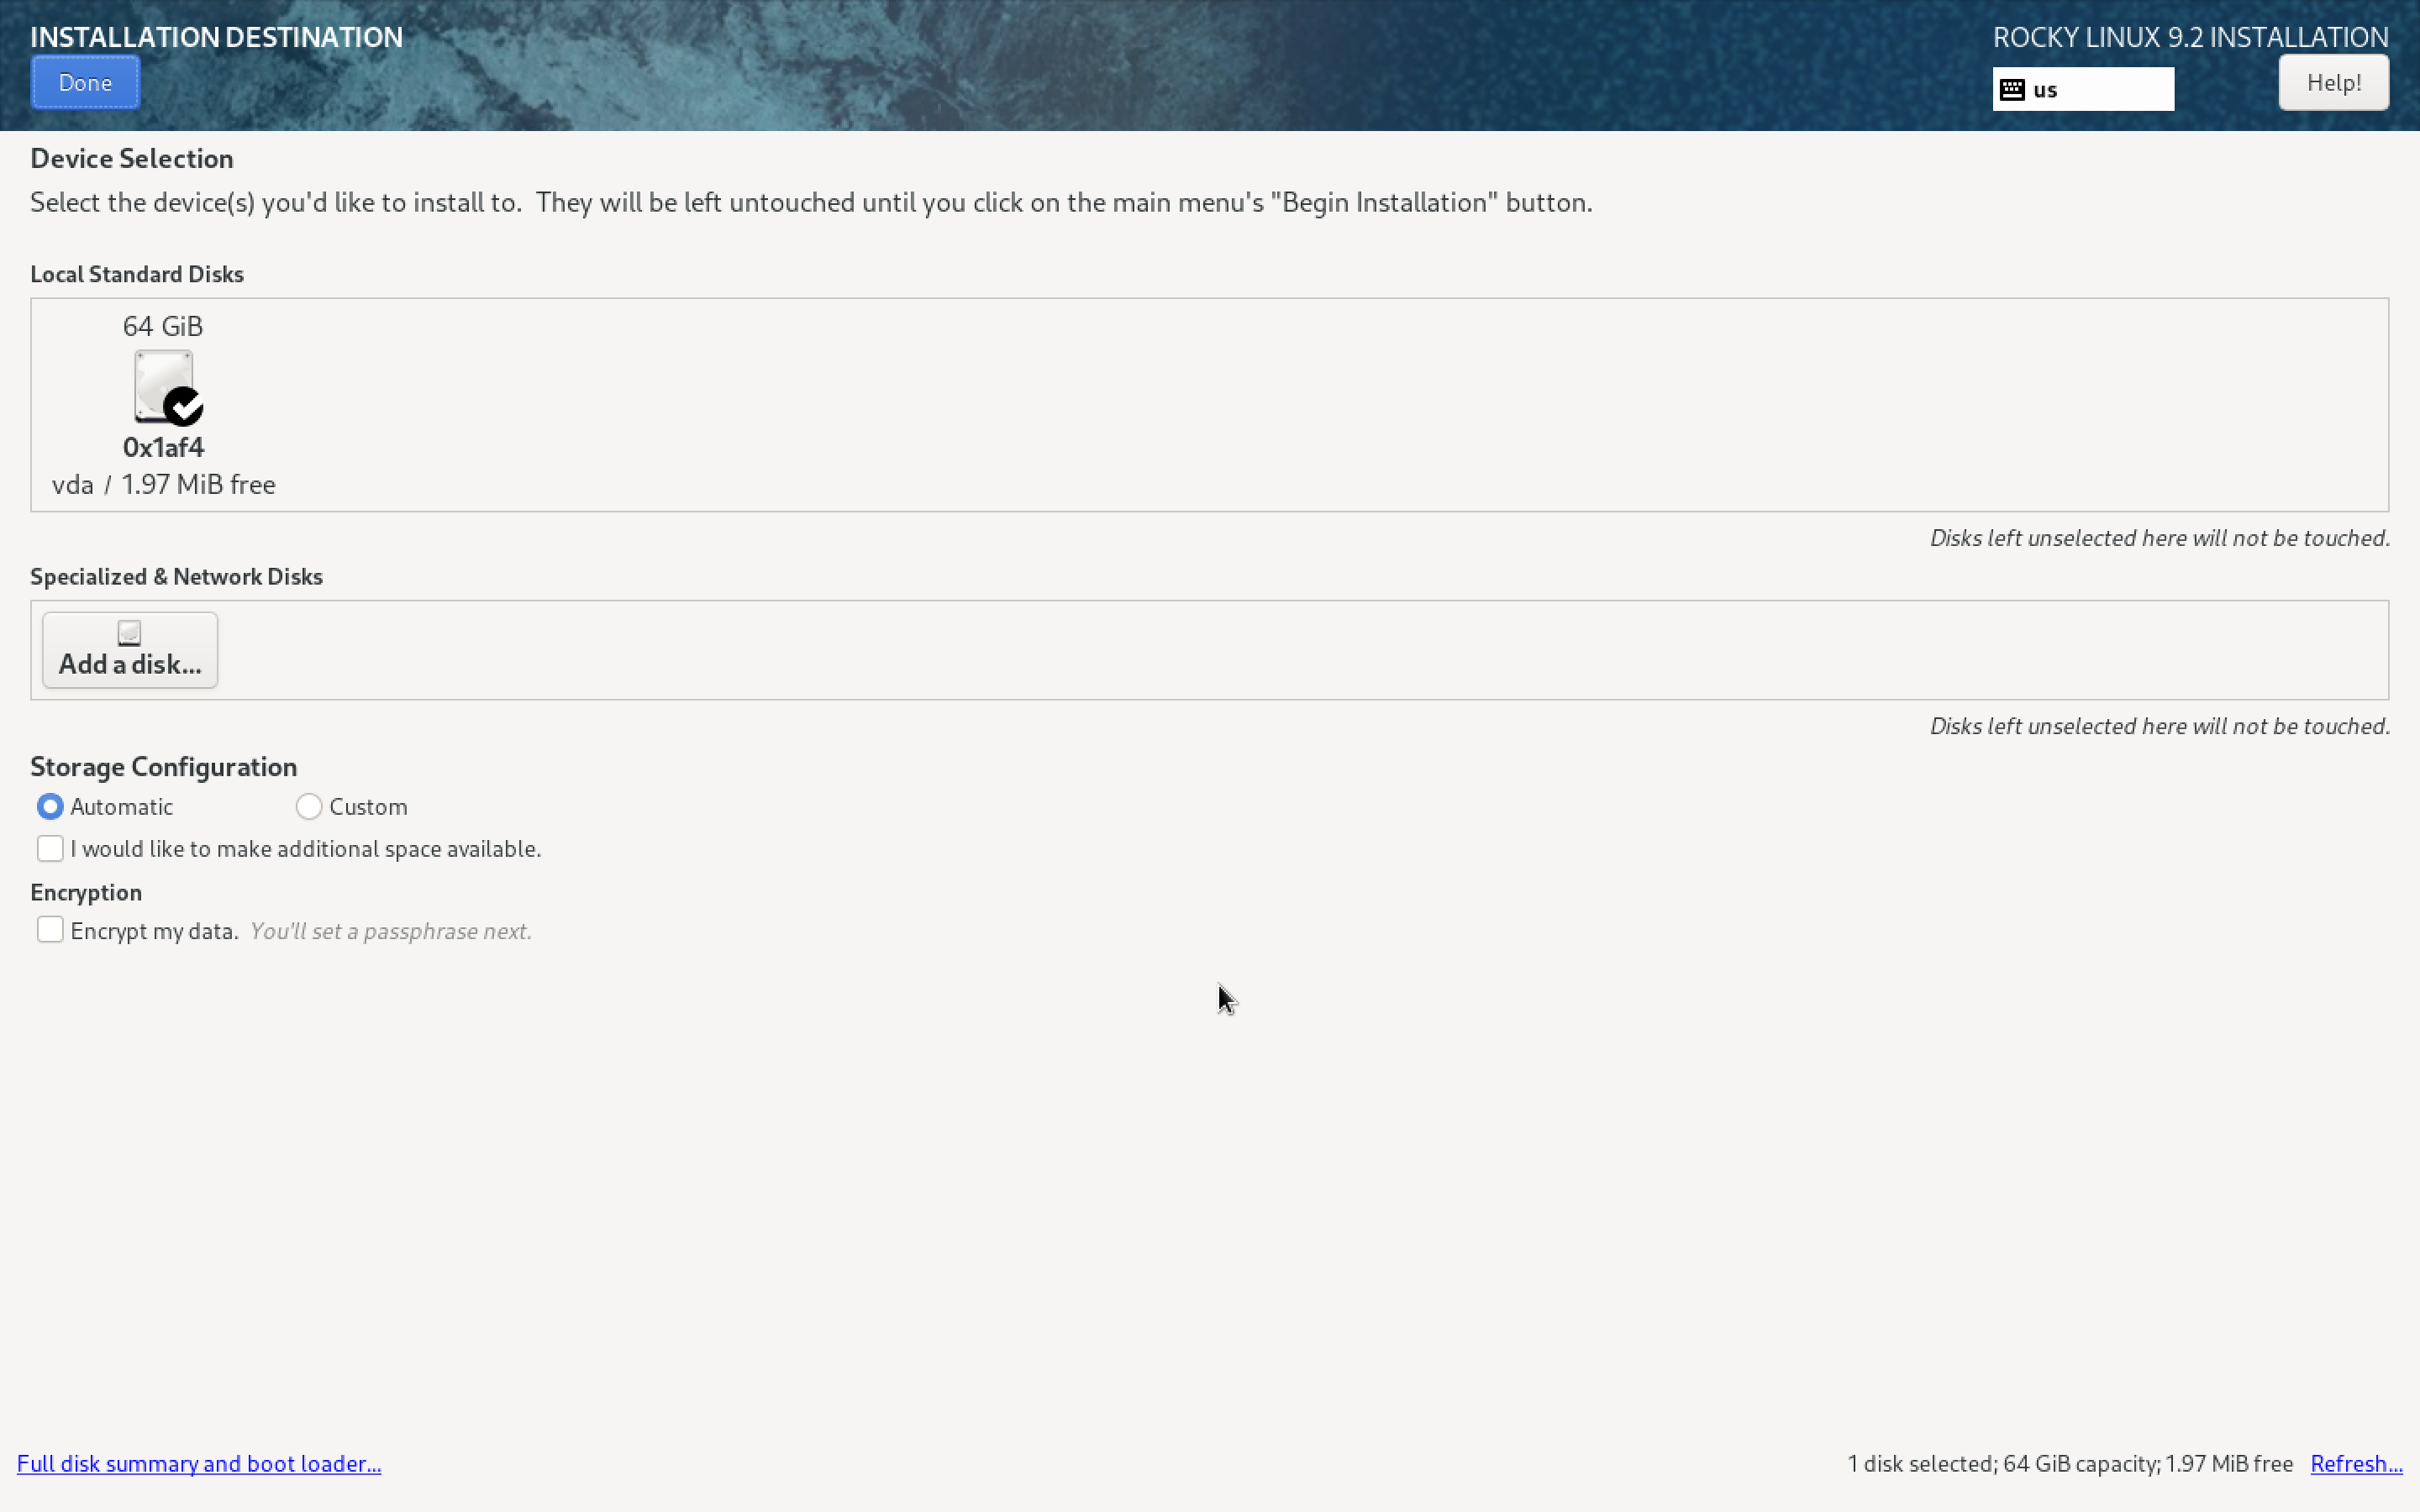 INSTALLATION DESTINATION
ROCKY LINUX 9.2 INSTALLATION
Done
us
Help!
Device Selection
Select the device(s) you'd like to install to.  They will be left untouched until you click on the main menu's "Begin Installation" button.
Local Standard Disks
64 GiB
0x1af4
vda / 1.97 MiB free
Disks left unselected here will not be touched.
Specialized & Network Disks
Add a disk...
Disks left unselected here will not be touched.
Storage Configuration
Automatic Custom
I would like to make additional space available.
Encryption
Encrypt my data. You'll set a passphrase next.
Full disk summary and boot loader...
1 disk selected; 64 GiB capacity; 1.97 MiB free Refresh...